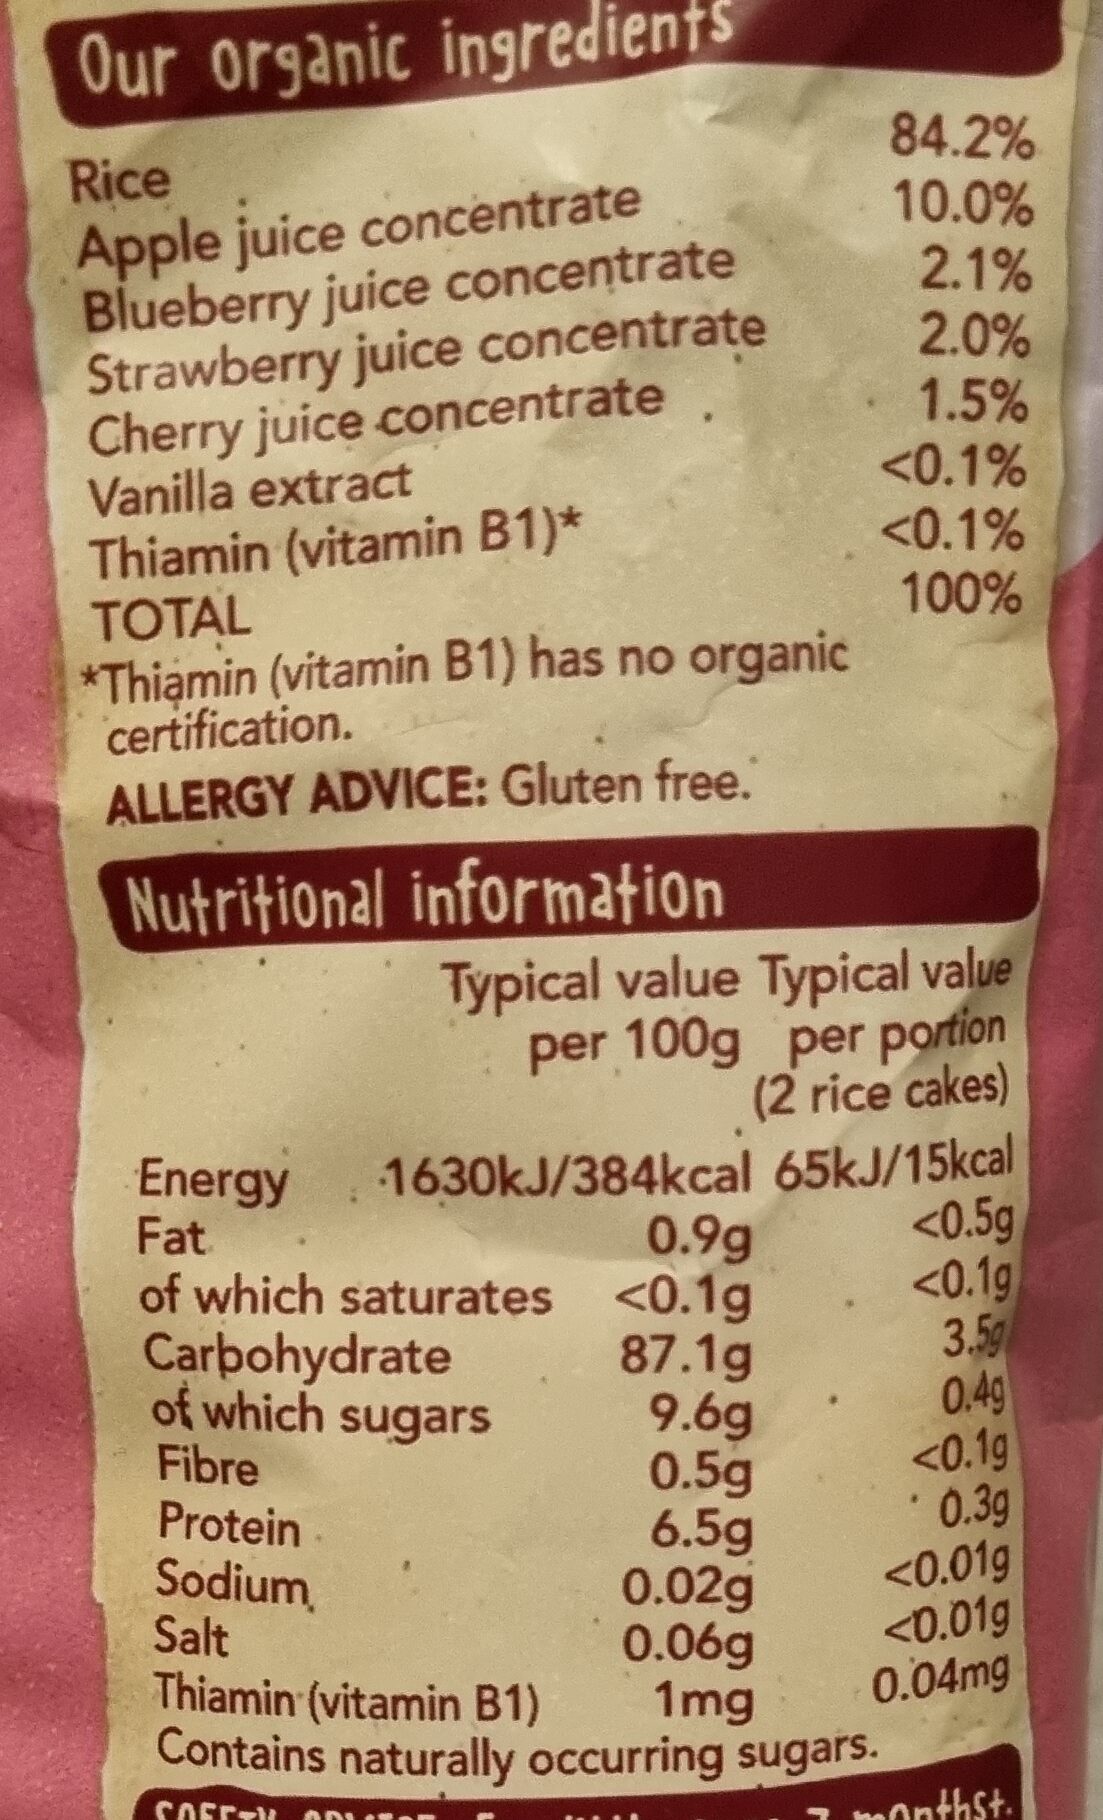 Our organic ingredients
Rice 84.2%
Apple juice concentrate 10.0%
Blueberry juice concentrate 2.1%
Strawberry juice concentrate 2.0%
Cherry juice concentrate 1.5%
Vanilla extract <0.1%
Thiamin (vitamin B1)* <0.1%
TOTAL 100%
*Thiamin (vitamin B1) has no organic
certification.
ALLERGY ADVICE: Gluten free.
Nutritional information
Typical value Typical value
per 100g per portion
(2 rice cakes)
Energy 1630kJ/384kcal 65kJ/15kcal
Fat 0.9g <0.5g
of which saturates <0.1g <0.1g
Carbohydrate 87.1g 3.5g
of which sugars 9.6g 0.4g
Fibre 0.5g <0.1g
Protein 6.5g 0.3g
Sodium 0.02g <0.01g
Salt 0.06g <0.01g
Thiamin (vitamin B1) 1mg 0.04mg
Contains naturally occurring sugars.